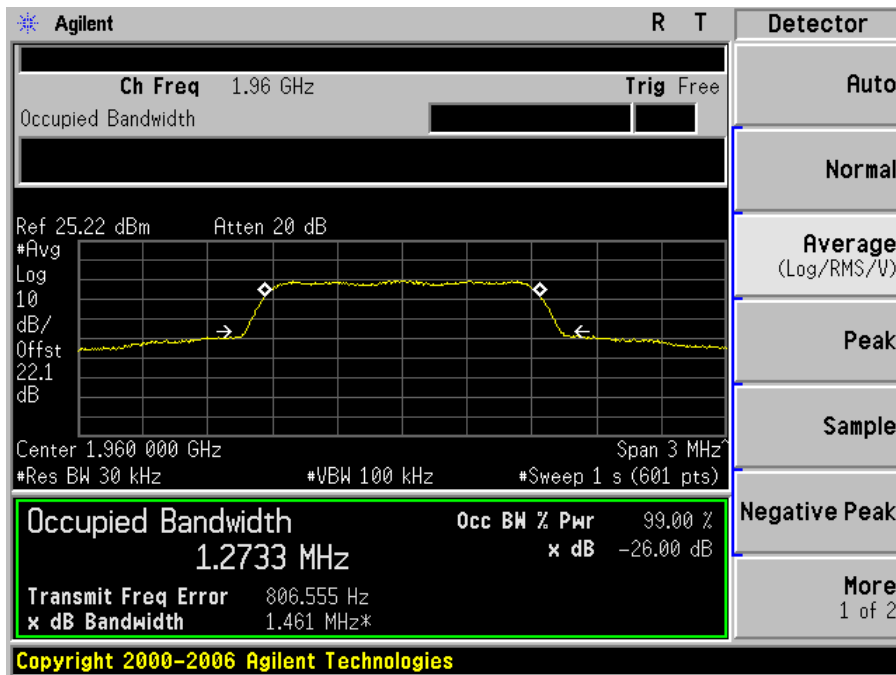 Agilent R T Detector
Ch Freq 1.96 GHz Trig Free
Occupied Bandwidth
Ref 25.22 dBm Atten 20 dB
#Avg
Log
10
dB/
Offst
22.1
dB
Center 1.960 000 GHz Span 3 MHz^
#Res BW 30 kHz #VBW 100 kHz #Sweep 1 s (601 pts)
Occupied Bandwidth
1.2733 MHz
Occ BW % Pwr 99.00 %
x dB -26.00 dB
Transmit Freq Error 806.555 Hz
x dB Bandwidth 1.461 MHz*
Copyright 2000-2006 Agilent Technologies
Auto
Normal
Average
(Log/RMS/V)
Peak
Sample
Negative Peak
More
1 of 2